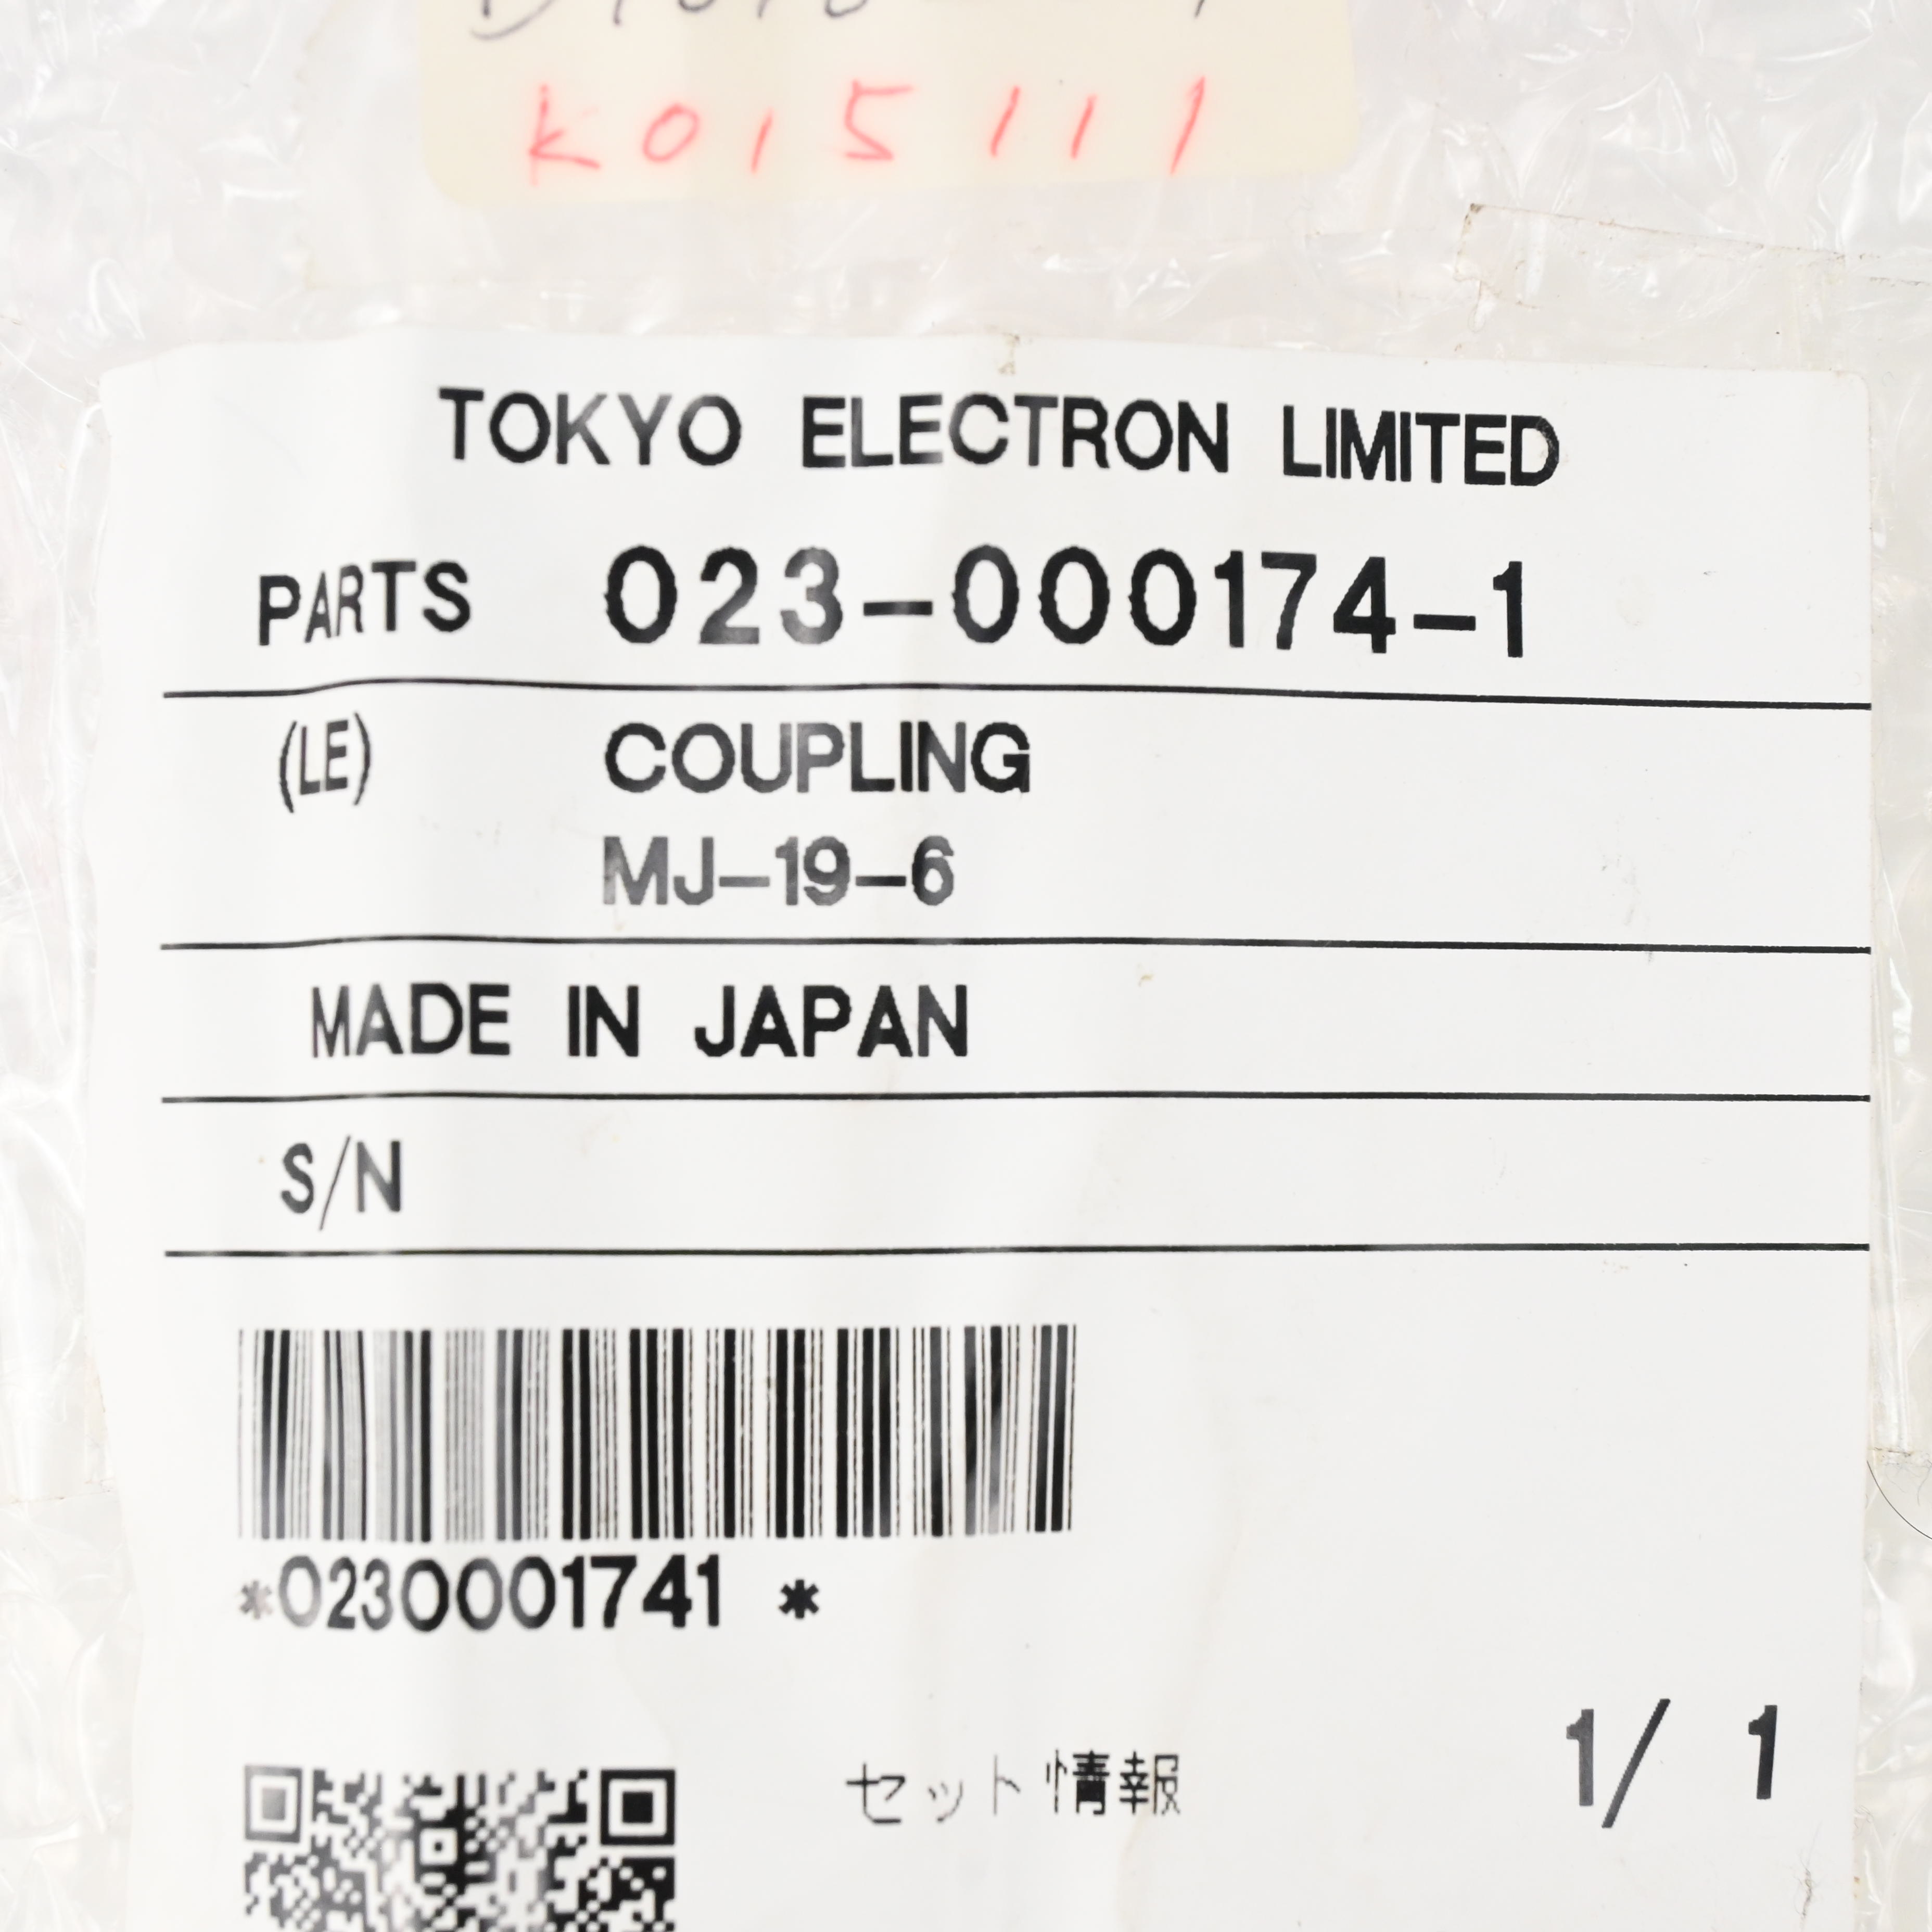 K015111
TOKYO ELECTRON LIMITED
PARTS 023-000174-1
(LE) COUPLING
MJ-19-6
MADE IN JAPAN
S/N
*0230001741 *
セット情報 1/ 1